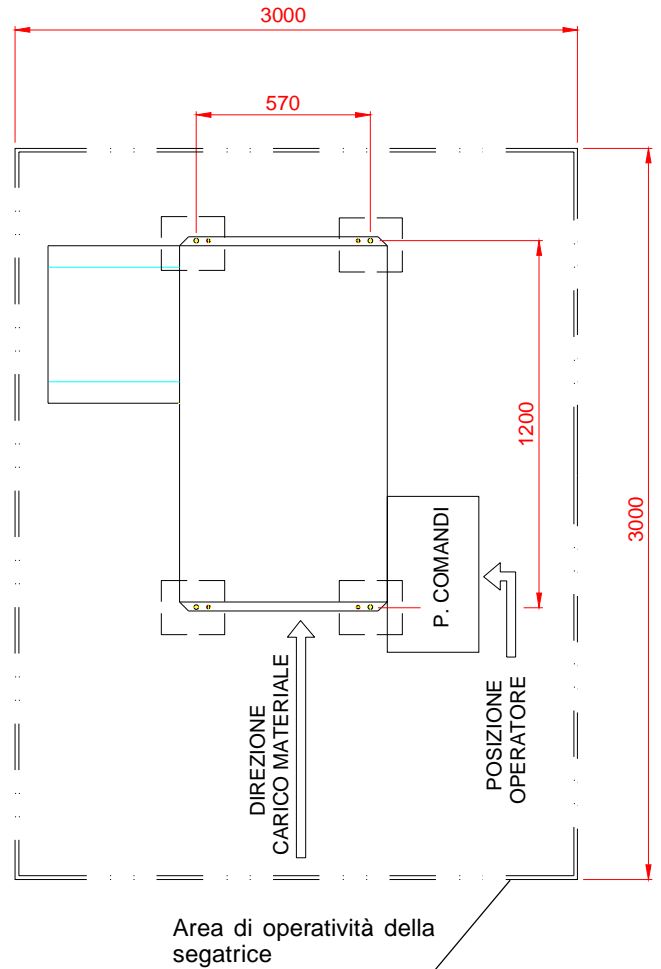 3000
570
1200
3000
P. COMANDI
DIREZIONE
CARICO MATERIALE
POSIZIONE
OPERATORE
Area di operatività della
segatrice